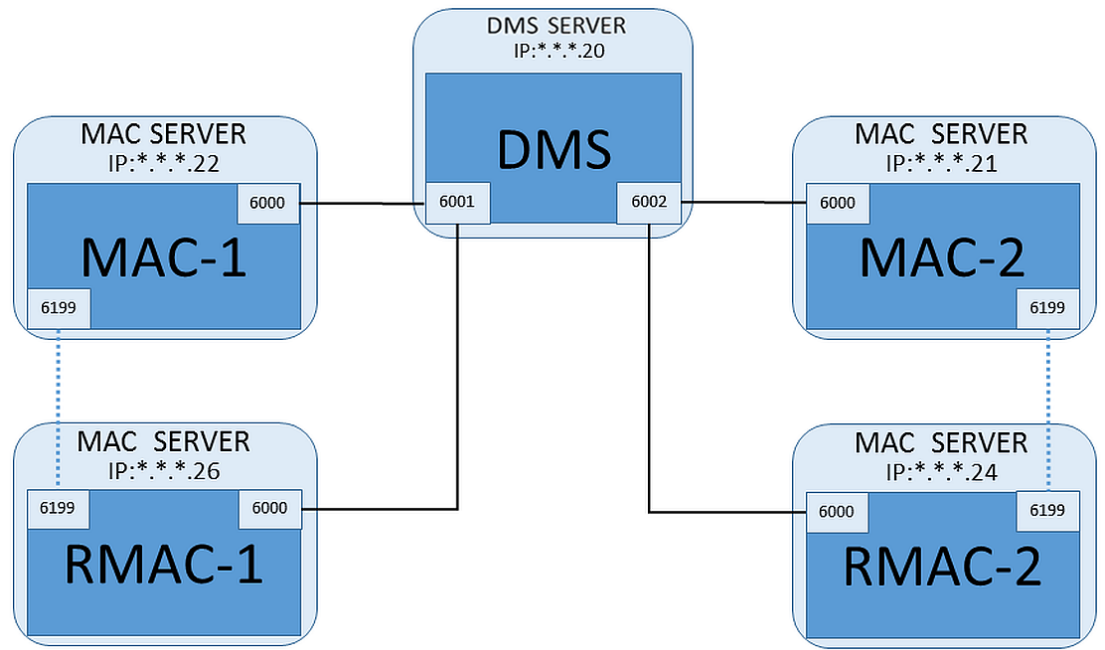 DMS SERVER
IP:*.*.*.20
DMS
6001
6002
MAC SERVER
IP:*.*.*.22
6000
MAC-1
6199
MAC SERVER
IP:*.*.*.21
6000
MAC-2
6199
MAC SERVER
IP:*.*.*.26
6199
6000
RMAC-1
MAC SERVER
IP:*.*.*.24
6000
6199
RMAC-2